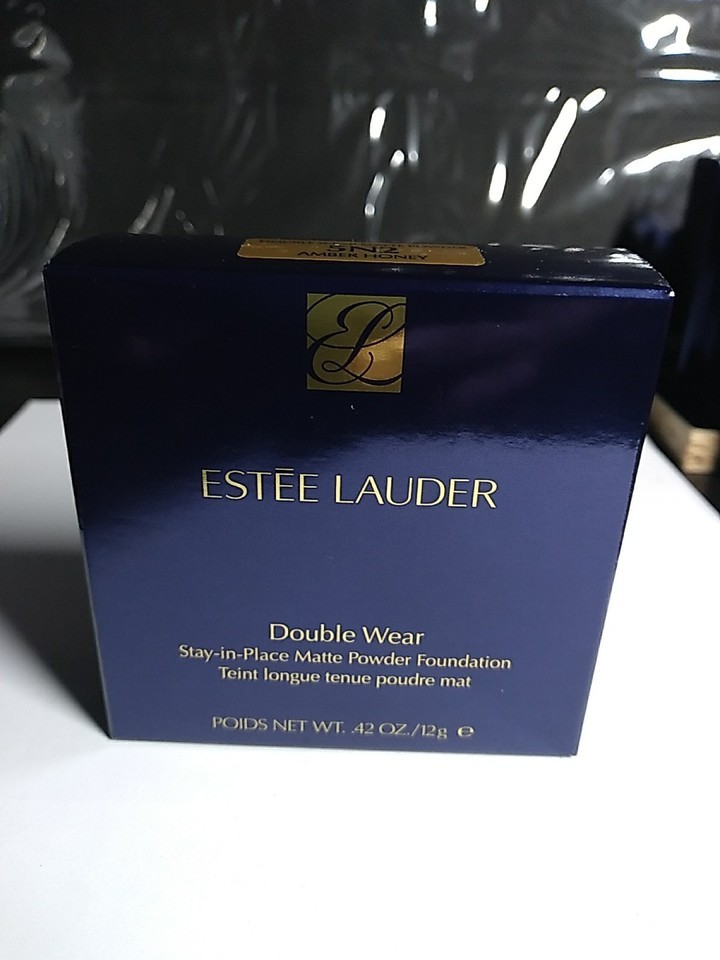 5N2
AMBER HONEY
EL
ESTĒE LAUDER
Double Wear
Stay-in-Place Matte Powder Foundation
Teint longue tenue poudre mat
POIDS NET WT. .42 OZ./12g ℮